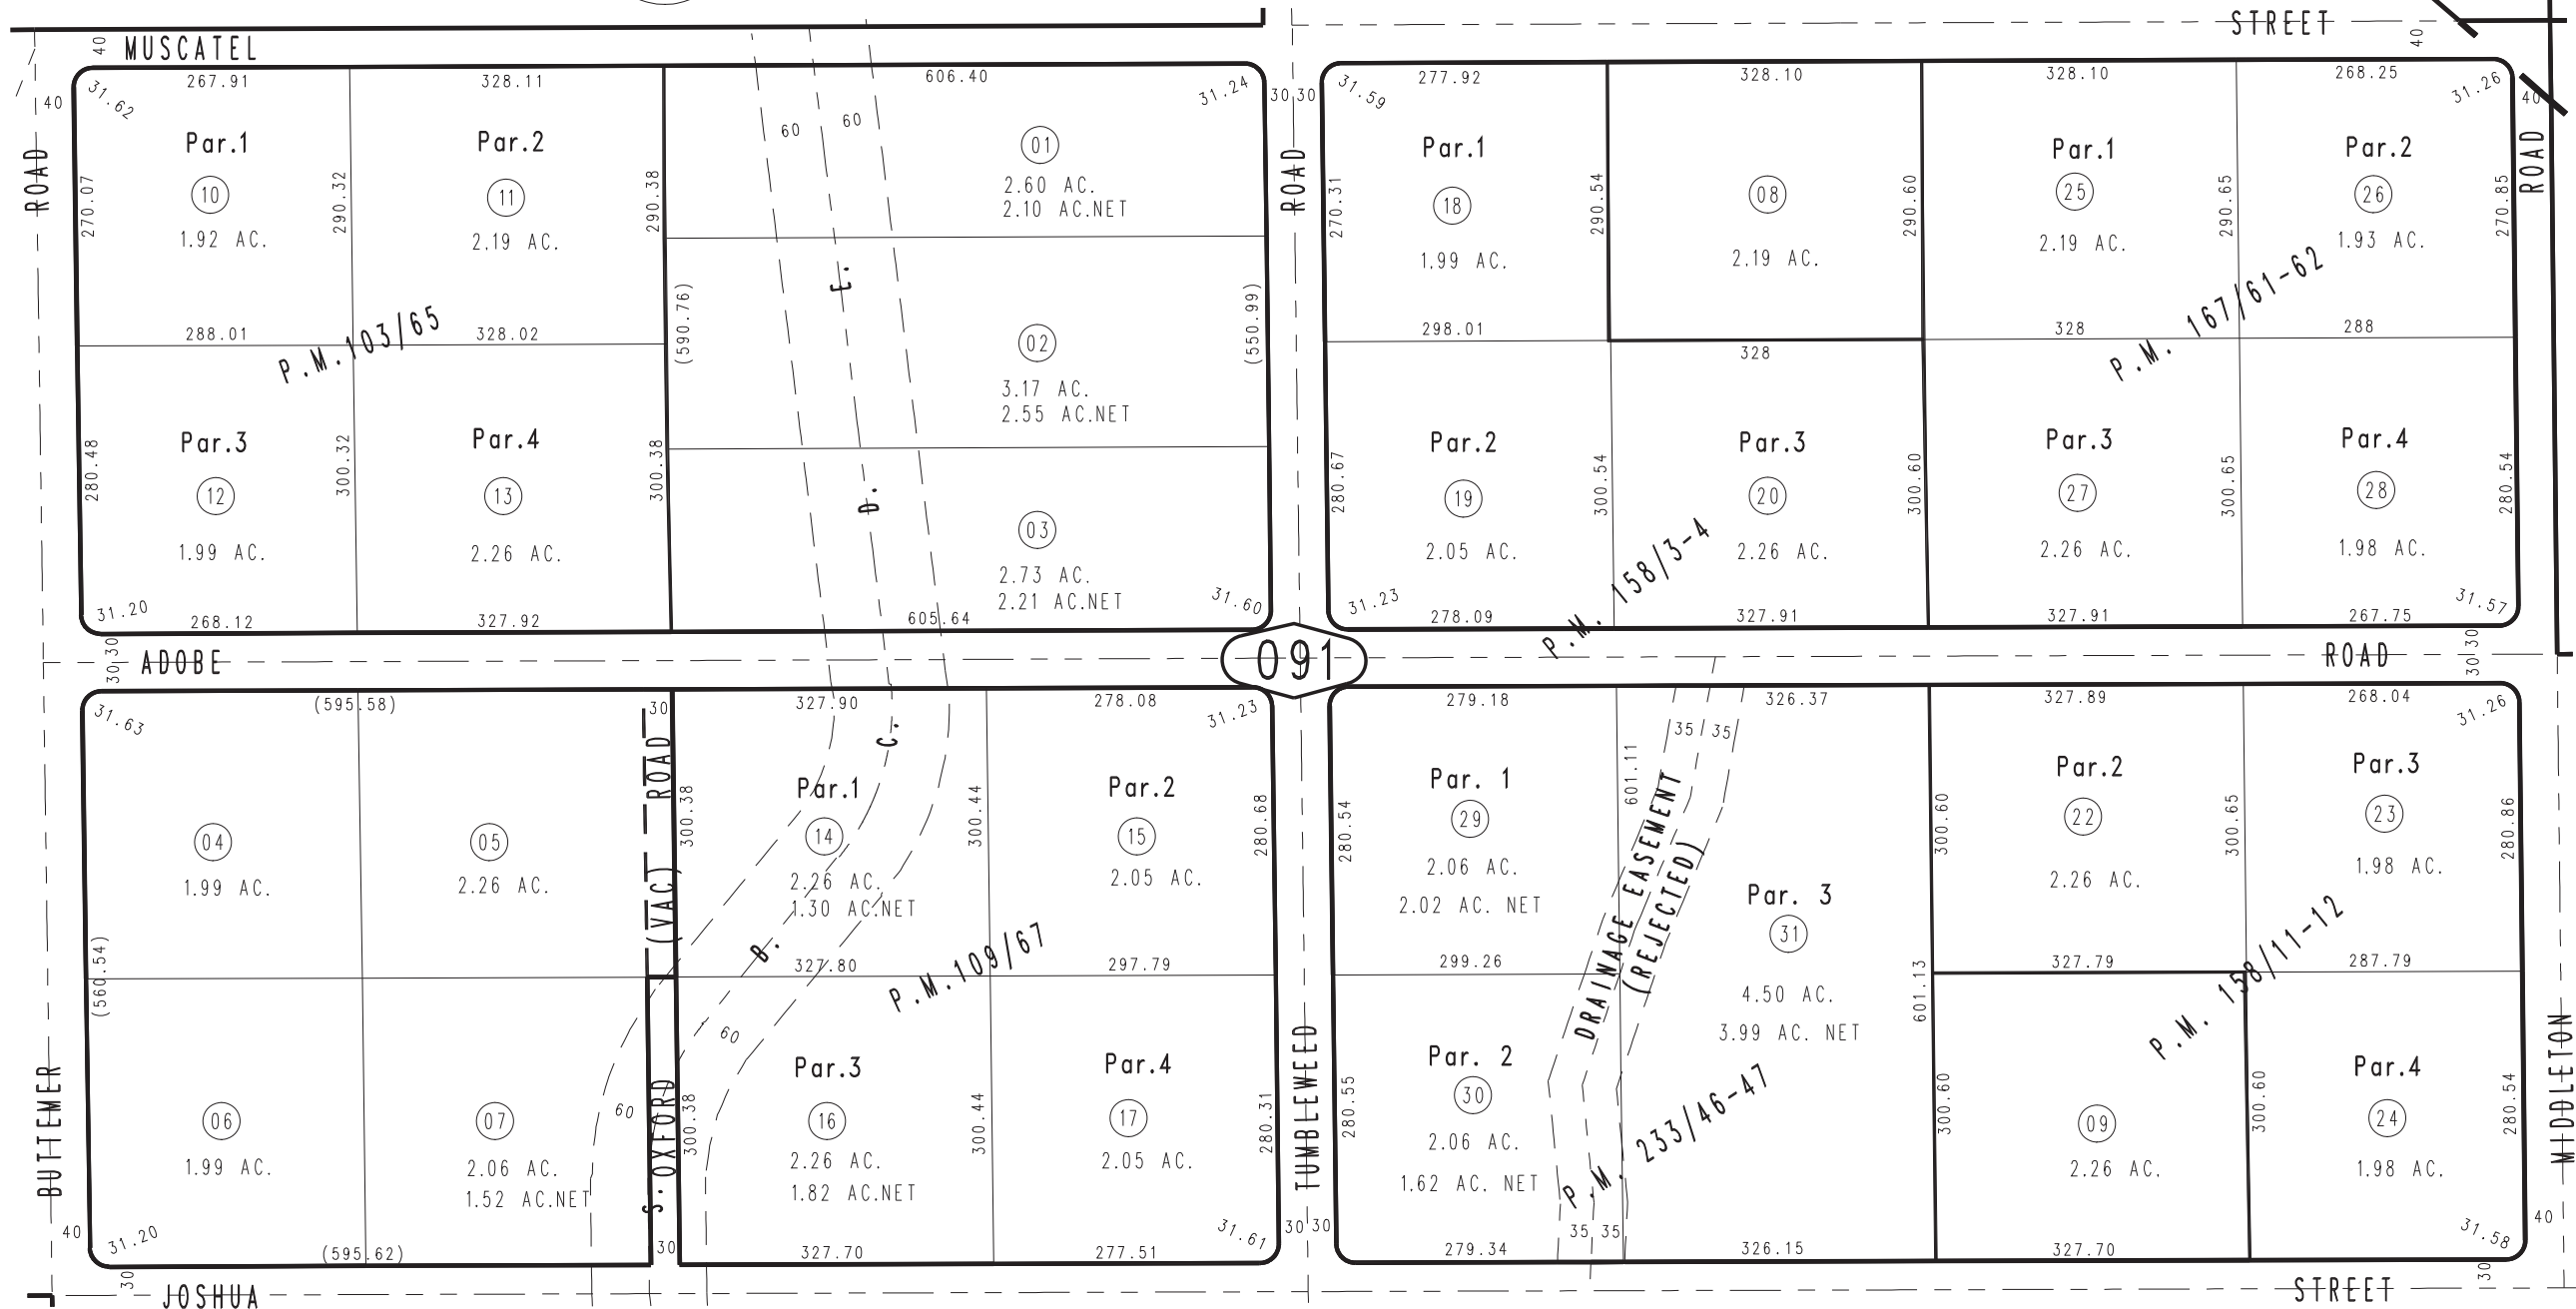 MUSCATEL
STREET
40
40
267.91
328.11
606.40
277.92
328.10
328.10
268.25
31.62
31.24
31.59
31.26
40
30 30
40
ROAD
ROAD
ROAD
60
60
Par.1
Par.2
01
Par.1
Par.1
Par.2
10
11
2.60 AC.
2.10 AC.NET
18
08
25
26
1.92 AC.
2.19 AC.
1.99 AC.
2.19 AC.
2.19 AC.
1.93 AC.
270.07
290.32
290.38
270.31
290.54
290.60
290.65
270.85
E.
288.01
328.02
298.01
328
328
288
P.M.103/65
P.M. 167/61-62
(590.76)
(550.99)
02
3.17 AC.
2.55 AC.NET
Par.3
Par.4
Par.2
Par.3
Par.3
Par.4
12
13
D.
19
20
27
28
1.99 AC.
2.26 AC.
03
2.05 AC.
2.26 AC.
2.26 AC.
1.98 AC.
2.73 AC.
2.21 AC.NET
280.48
300.32
300.38
280.67
300.54
300.60
300.65
280.54
P.M. 158/3-4
31.20
31.60
31.23
31.57
268.12
327.92
605.64
278.09
327.91
327.91
267.75
30 30
ADOBE
091
ROAD
30 30
(595.58)
30
327.90
278.08
279.18
326.37
327.89
268.04
31.63
31.23
31.26
C.
35
35
ROAD
(VAC)
S. OXFORD
Par.1
Par.2
Par. 1
Par.2
Par.3
04
05
14
15
29
22
23
1.99 AC.
2.26 AC.
2.26 AC.
1.30 AC.NET
2.05 AC.
2.06 AC.
2.02 AC. NET
2.26 AC.
1.98 AC.
300.38
300.44
280.68
280.54
601.11
300.60
300.65
280.86
DRAINAGE EASEMENT
(REJECTED)
Par. 3
31
4.50 AC.
3.99 AC. NET
B.
327.80
297.79
299.26
327.79
287.79
P.M.109/67
P.M. 158/11-12
(560.54)
601.13
60
60
Par.3
Par.4
Par. 2
Par.4
06
07
16
17
30
09
24
1.99 AC.
2.06 AC.
1.52 AC.NET
2.26 AC.
1.82 AC.NET
2.05 AC.
2.06 AC.
1.62 AC. NET
2.26 AC.
1.98 AC.
300.38
300.44
280.31
280.55
300.60
300.60
280.54
P.M. 233/46-47
BUTTEMER
TUMBLEWEED
MIDDLETON
40
31.20
31.61
30 30
35
35
31.58
40
(595.62)
30
327.70
277.51
279.34
326.15
327.70
30
30
JOSHUA
STREET